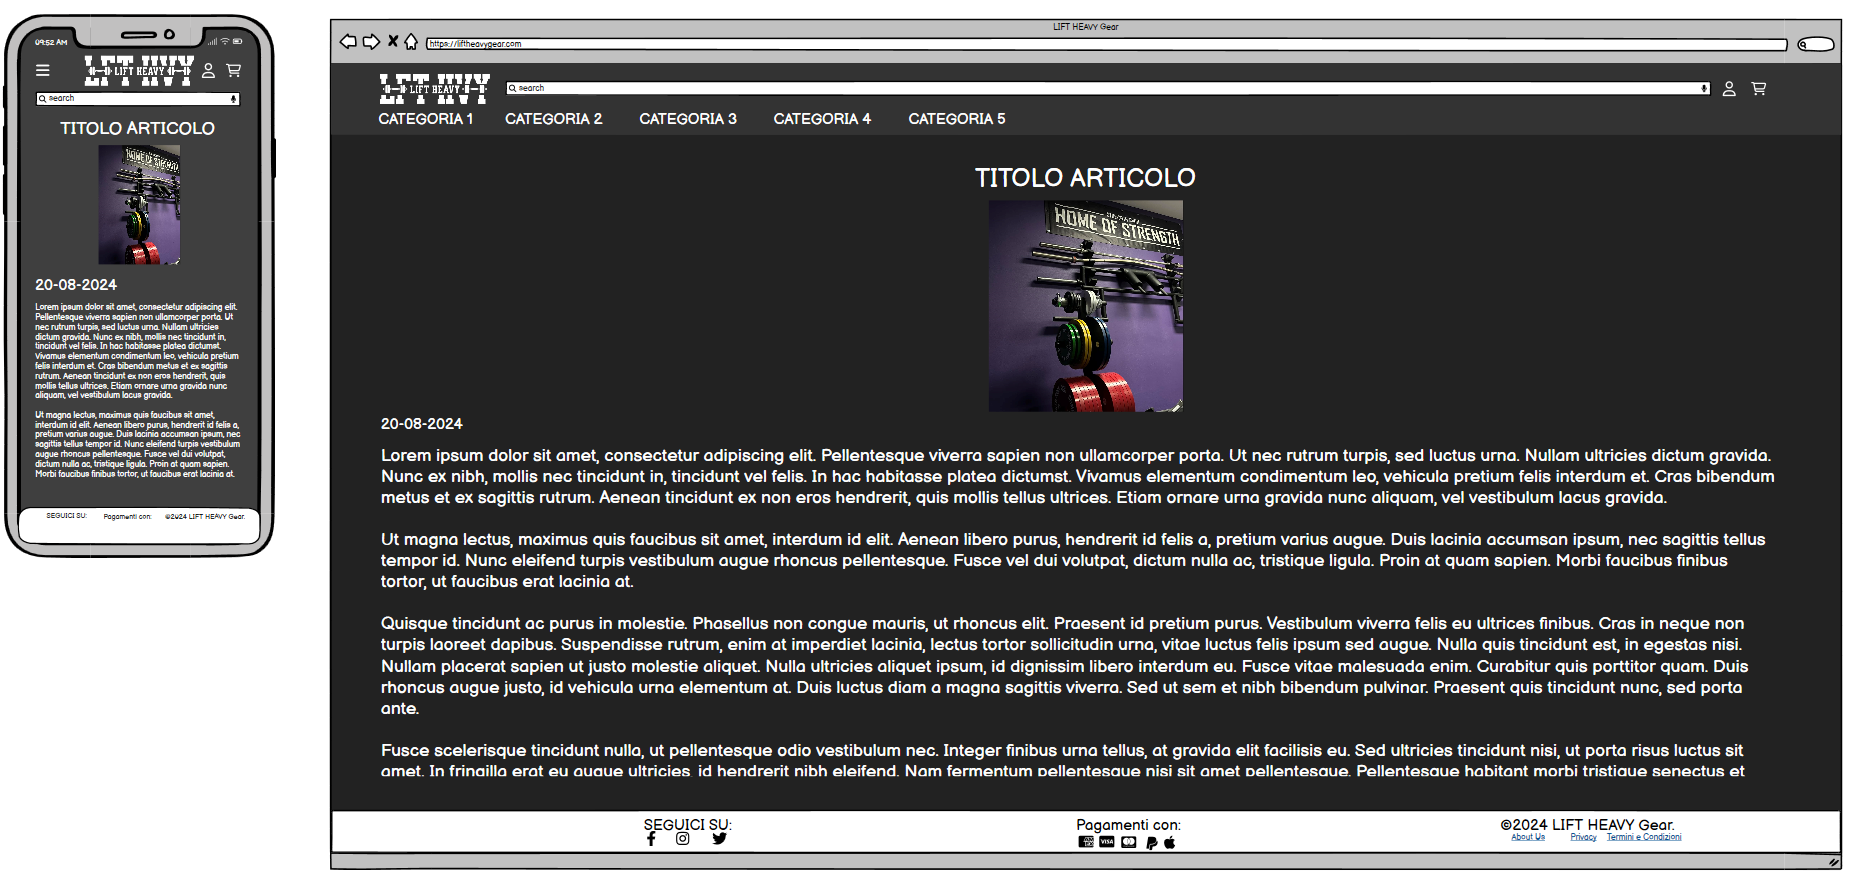 09:52 AM
LIFT HEAVY
search
TITOLO ARTICOLO
HOME OF STRENGTH
20-08-2024
Lorem ipsum dolor sit amet, consectetur adipiscing elit.
Pellentesque viverra sapien non ullamcorper porta. Ut
nec rutrum turpis, sed luctus urna. Nullam ultricies
dictum gravida. Nunc ex nibh, mollis nec tincidunt in,
tincidunt vel felis. In hac habitasse platea dictumst.
Vivamus elementum condimentum leo, vehicula pretium
felis interdum et. Cras bibendum metus et ex sagittis
rutrum. Aenean tincidunt ex non eros hendrerit, quis
mollis tellus ultrices. Etiam ornare urna gravida nunc
aliquam, vel vestibulum lacus gravida.
Ut magna lectus, maximus quis faucibus sit amet,
interdum id elit. Aenean libero purus, hendrerit id felis a,
pretium varius augue. Duis lacinia accumsan ipsum, nec
sagittis tellus tempor id. Nunc eleifend turpis vestibulum
augue rhoncus pellentesque. Fusce vel dui volutpat,
dictum nulla ac, tristique ligula. Proin at quam sapien.
Morbi faucibus finibus tortor, ut faucibus erat lacinia at.
SEGUICI SU: Pagamenti con: ©2024 LIFT HEAVY Gear.
LIFT HEAVY Gear
https://liftheavygear.com
LIFT HEAVY
search
CATEGORIA 1 CATEGORIA 2 CATEGORIA 3 CATEGORIA 4 CATEGORIA 5
TITOLO ARTICOLO
HOME OF STRENGTH
20-08-2024
Lorem ipsum dolor sit amet, consectetur adipiscing elit. Pellentesque viverra sapien non ullamcorper porta. Ut nec rutrum turpis, sed luctus urna. Nullam ultricies dictum gravida.
Nunc ex nibh, mollis nec tincidunt in, tincidunt vel felis. In hac habitasse platea dictumst. Vivamus elementum condimentum leo, vehicula pretium felis interdum et. Cras bibendum
metus et ex sagittis rutrum. Aenean tincidunt ex non eros hendrerit, quis mollis tellus ultrices. Etiam ornare urna gravida nunc aliquam, vel vestibulum lacus gravida.
Ut magna lectus, maximus quis faucibus sit amet, interdum id elit. Aenean libero purus, hendrerit id felis a, pretium varius augue. Duis lacinia accumsan ipsum, nec sagittis tellus
tempor id. Nunc eleifend turpis vestibulum augue rhoncus pellentesque. Fusce vel dui volutpat, dictum nulla ac, tristique ligula. Proin at quam sapien. Morbi faucibus finibus
tortor, ut faucibus erat lacinia at.
Quisque tincidunt ac purus in molestie. Phasellus non congue mauris, ut rhoncus elit. Praesent id pretium purus. Vestibulum viverra felis eu ultrices finibus. Cras in neque non
turpis laoreet dapibus. Suspendisse rutrum, enim at imperdiet lacinia, lectus tortor sollicitudin urna, vitae luctus felis ipsum sed augue. Nulla quis tincidunt est, in egestas nisi.
Nullam placerat sapien ut justo molestie aliquet. Nulla ultricies aliquet ipsum, id dignissim libero interdum eu. Fusce vitae malesuada enim. Curabitur quis porttitor quam. Duis
rhoncus augue justo, id vehicula urna elementum at. Duis luctus diam a magna sagittis viverra. Sed ut sem et nibh bibendum pulvinar. Praesent quis tincidunt nunc, sed porta
ante.
Fusce scelerisque tincidunt nulla, ut pellentesque odio vestibulum nec. Integer finibus urna tellus, at gravida elit facilisis eu. Sed ultricies tincidunt nisi, ut porta risus luctus sit
amet. In fringilla erat eu augue ultricies, id hendrerit nibh eleifend. Nam fermentum pellentesque nisi sit amet pellentesque. Pellentesque habitant morbi tristique senectus et
SEGUICI SU: Pagamenti con: ©2024 LIFT HEAVY Gear.
VISA
About Us Privacy Termini e Condizioni